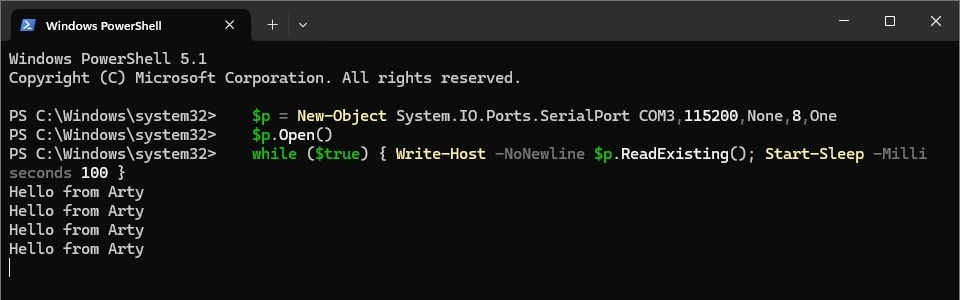 Windows PowerShell
Windows PowerShell 5.1
Copyright (C) Microsoft Corporation. All rights reserved.
PS C:\Windows\system32>    $p = New-Object System.IO.Ports.SerialPort COM3,115200,None,8,One
PS C:\Windows\system32>    $p.Open()
PS C:\Windows\system32>    while ($true) { Write-Host -NoNewline $p.ReadExisting(); Start-Sleep -Milli
seconds 100 }
Hello from Arty
Hello from Arty
Hello from Arty
Hello from Arty